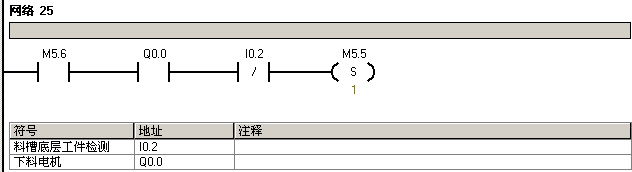 网络 25
M5.6 Q0.0 I0.2 M5.5
/ S
1
符号 地址 注释
料槽底层工件检测 I0.2
下料电机 Q0.0